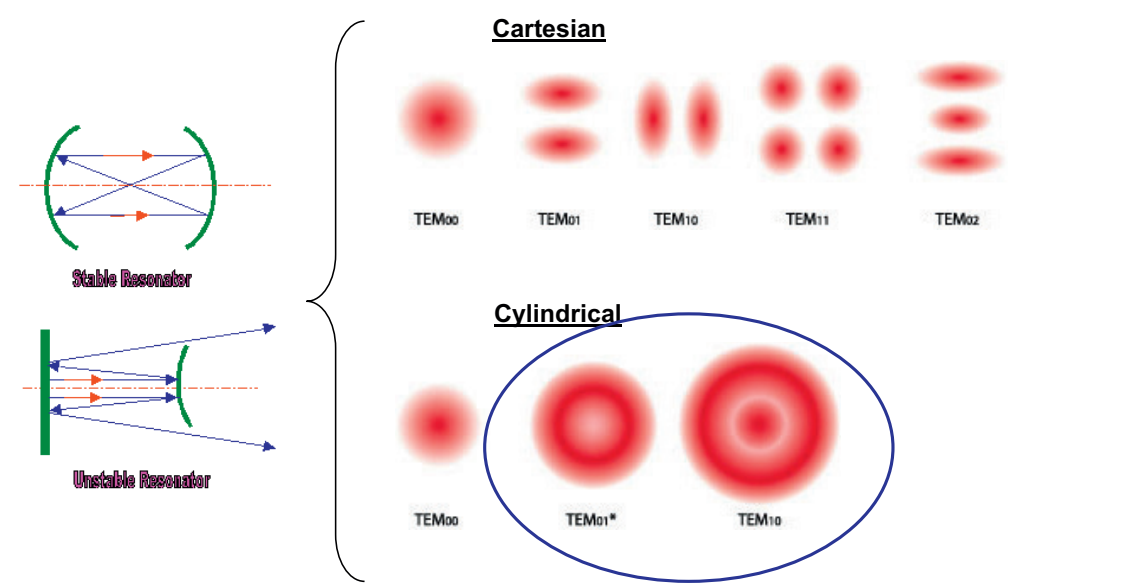 Cartesian
TEM00 TEM01 TEM10 TEM11 TEM02
Stable Resonator
Cylindrical
Unstable Resonator
TEM00 TEM01* TEM10